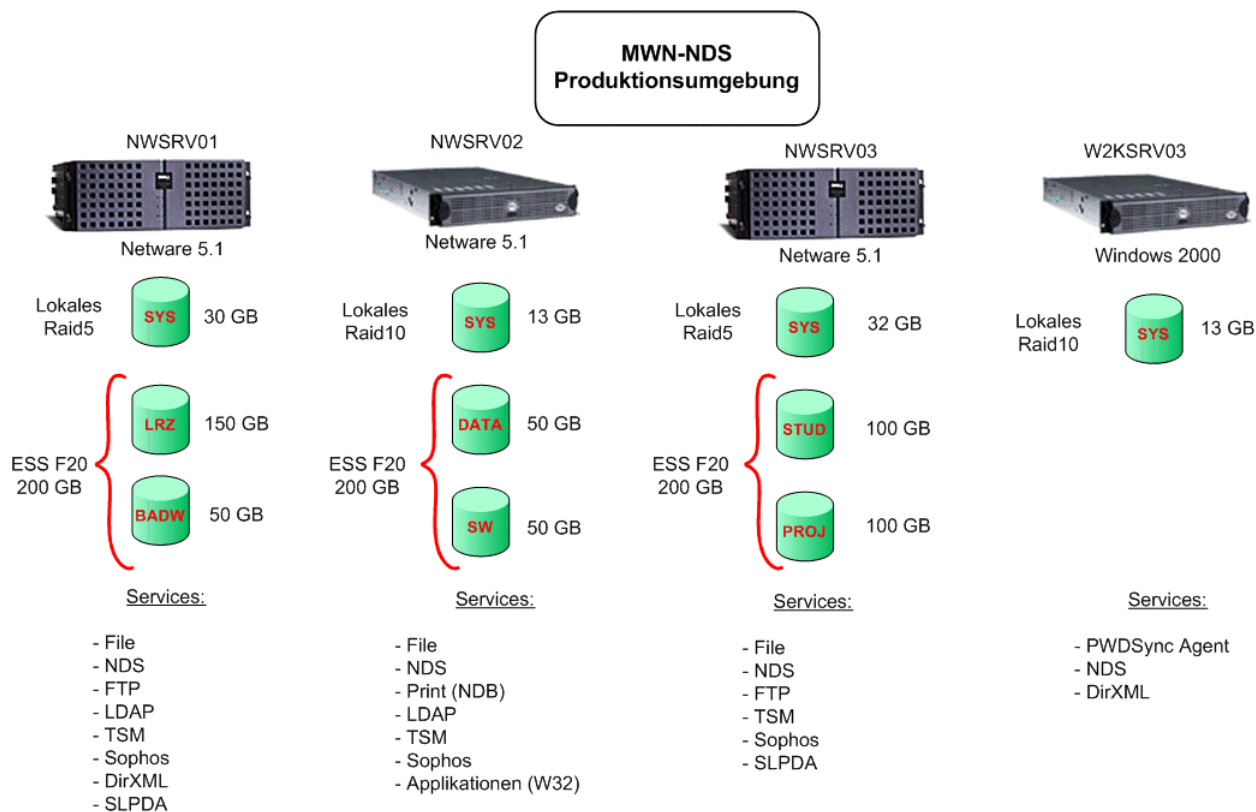 MWN-NDS
Produktionsumgebung
NWSRV01
Netware 5.1
Lokales
Raid5
SYS
30 GB
ESS F20
200 GB
LRZ
150 GB
BADW
50 GB
Services:
- File
- NDS
- FTP
- LDAP
- TSM
- Sophos
- DirXML
- SLPDA
NWSRV02
Netware 5.1
Lokales
Raid10
SYS
13 GB
ESS F20
200 GB
DATA
50 GB
SW
50 GB
Services:
- File
- NDS
- Print (NDB)
- LDAP
- TSM
- Sophos
- Applikationen (W32)
NWSRV03
Netware 5.1
Lokales
Raid5
SYS
32 GB
ESS F20
200 GB
STUD
100 GB
PROJ
100 GB
Services:
- File
- NDS
- FTP
- TSM
- Sophos
- SLPDA
W2KSRV03
Windows 2000
Lokales
Raid10
SYS
13 GB
Services:
- PWDSync Agent
- NDS
- DirXML